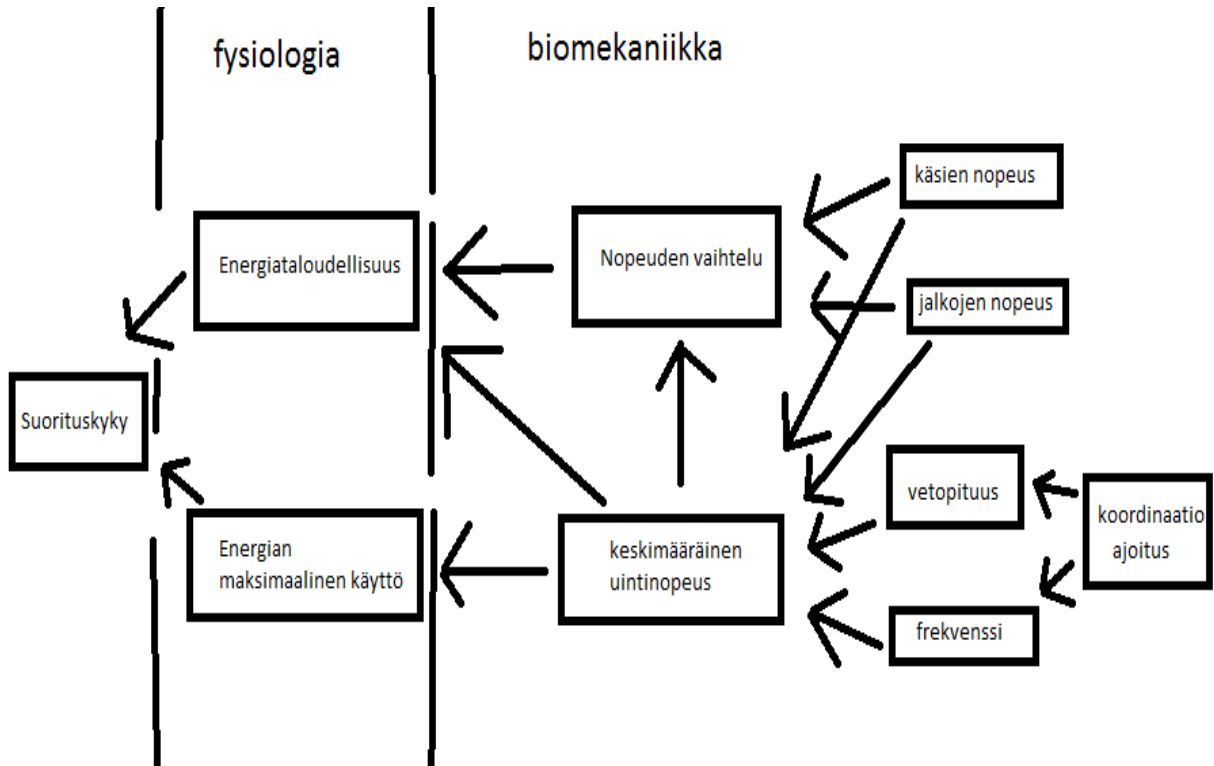 fysiologia
biomekaniikka
käsien nopeus
Energiataloudellisuus
Nopeuden vaihtelu
jalkojen nopeus
Suorituskyky
vetopituus
koordinaatio
ajoitus
Energian
maksimaalinen käyttö
keskimääräinen
uintinopeus
frekvenssi